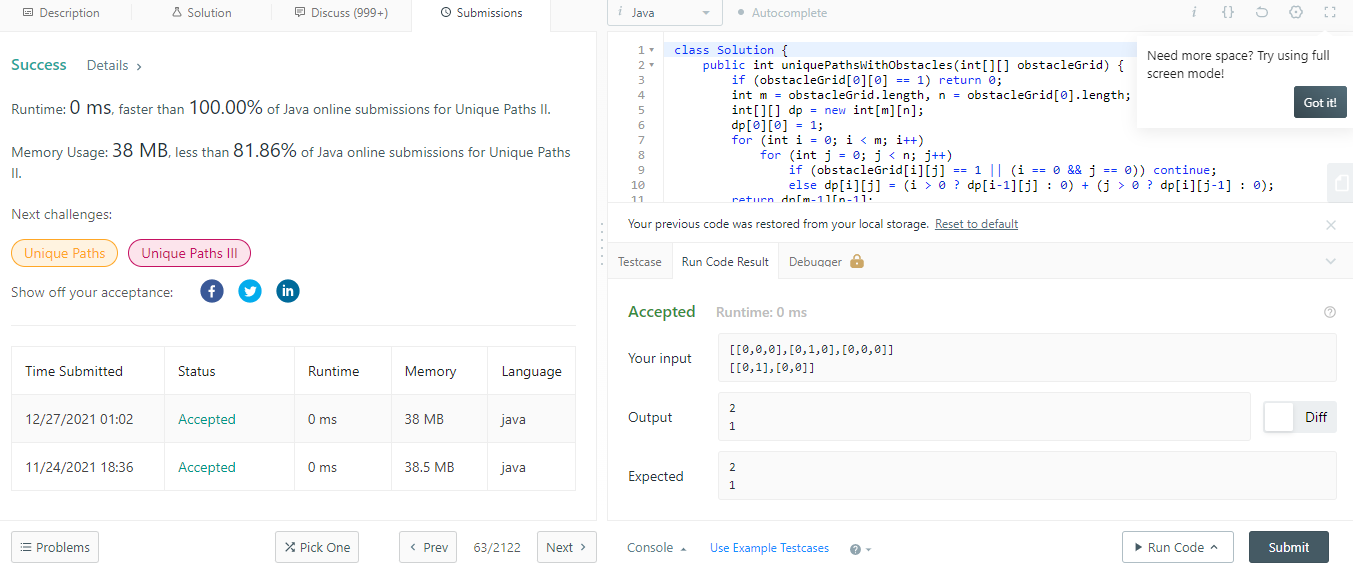 Description
Solution
Discuss (999+)
Submissions
Success
Details >
Runtime: 0 ms, faster than 100.00% of Java online submissions for Unique Paths II.
Memory Usage: 38 MB, less than 81.86% of Java online submissions for Unique Paths
II.
Next challenges:
Unique Paths
Unique Paths III
Show off your acceptance:
Time Submitted Status Runtime Memory Language
12/27/2021 01:02 Accepted 0 ms 38 MB java
11/24/2021 18:36 Accepted 0 ms 38.5 MB java
Problems
Pick One
< Prev
63/2122
Next >
i Java
Autocomplete
i {}
1 class Solution {
2 public int uniquePathsWithObstacles(int[][] obstacleGrid) {
3 if (obstacleGrid[0][0] == 1) return 0;
4 int m = obstacleGrid.length, n = obstacleGrid[0].length;
5 int[][] dp = new int[m][n];
6 dp[0][0] = 1;
7 for (int i = 0; i < m; i++)
8 for (int j = 0; j < n; j++)
9 if (obstacleGrid[i][j] == 1 || (i == 0 && j == 0)) continue;
10 else dp[i][j] = (i > 0 ? dp[i-1][j] : 0) + (j > 0 ? dp[i][j-1] : 0);
11 return dp[m-1][n-1];
Need more space? Try using full
screen mode!
Got it!
Your previous code was restored from your local storage. Reset to default
Testcase
Run Code Result
Debugger
Accepted Runtime: 0 ms
Your input
[[0,0,0],[0,1,0],[0,0,0]]
[[0,1],[0,0]]
Output
2
1
Diff
Expected
2
1
Console
Use Example Testcases
Run Code
Submit